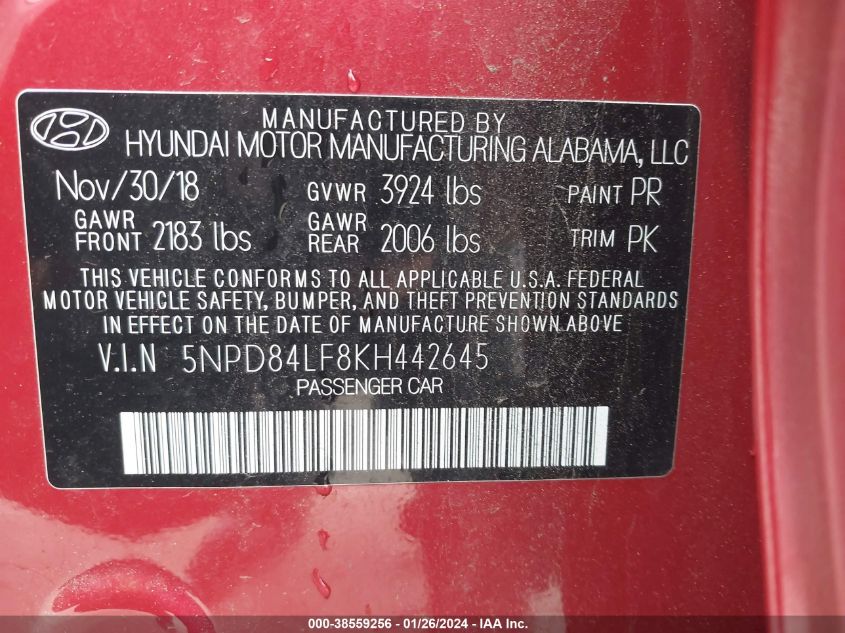 MANUFACTURED BY
HYUNDAI MOTOR MANUFACTURING ALABAMA, LLC
Nov/30/18 GVWR 3924 lbs PAINT PR
GAWR FRONT 2183 lbs GAWR REAR 2006 lbs TRIM PK
THIS VEHICLE CONFORMS TO ALL APPLICABLE U.S.A. FEDERAL
MOTOR VEHICLE SAFETY, BUMPER, AND THEFT PREVENTION STANDARDS
IN EFFECT ON THE DATE OF MANUFACTURE SHOWN ABOVE
V.I.N 5NPD84LF8KH442645
PASSENGER CAR
000-38559256 - 01/26/2024 - IAA Inc.